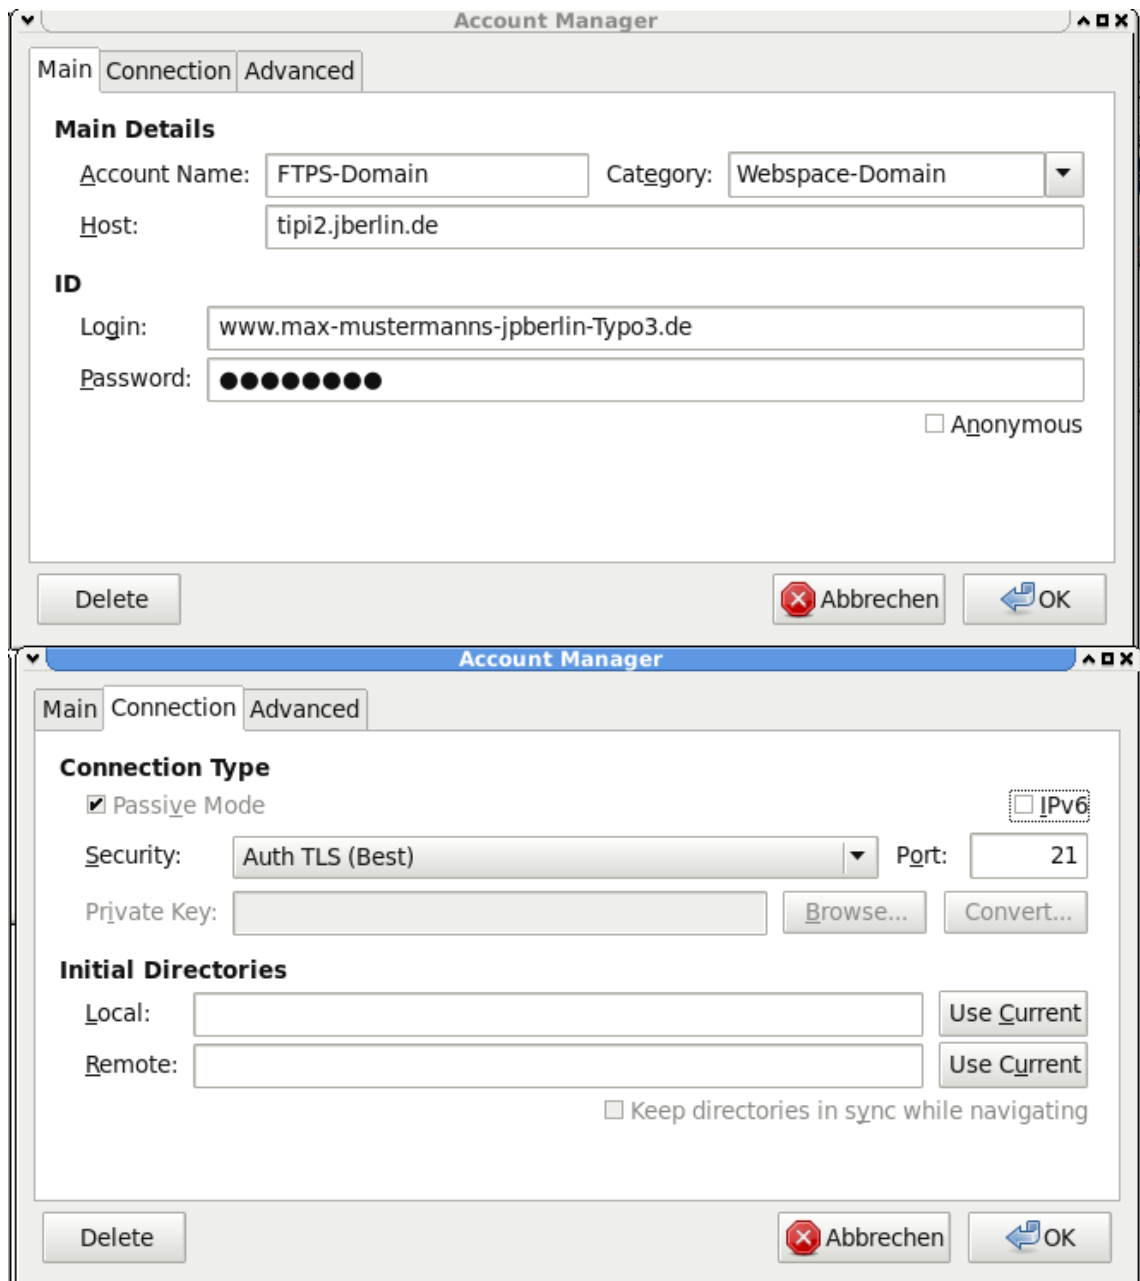 Account Manager
Main Connection Advanced
Main Details
Account Name: FTPS-Domain Category: Webspace-Domain
Host: tipi2.jberlin.de
ID
Login: www.max-mustermanns-jpberlin-Typo3.de
Password: ●●●●●●●●
Anonymous
Delete Abbrechen OK
Account Manager
Main Connection Advanced
Connection Type
Passive Mode IPv6
Security: Auth TLS (Best) Port: 21
Private Key: Browse... Convert...
Initial Directories
Local: Use Current
Remote: Use Current
Keep directories in sync while navigating
Delete Abbrechen OK